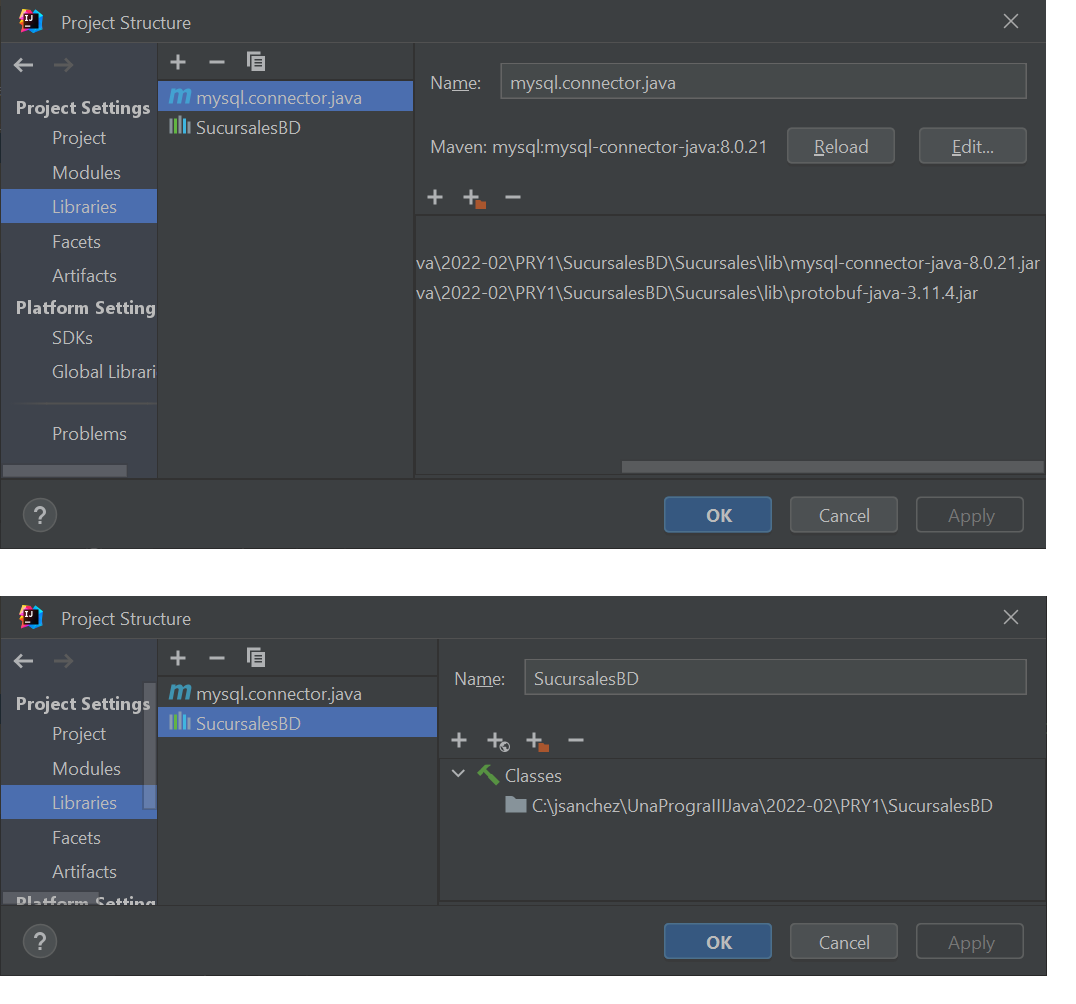 Project Structure
Project Settings
Project
Modules
Libraries
Facets
Artifacts
Platform Setting
SDKs
Global Librari
Problems
mysql.connector.java
SucursalesBD
Name: mysql.connector.java
Maven: mysql:mysql-connector-java:8.0.21 Reload Edit...
va\2022-02\PRY1\SucursalesBD\Sucursales\lib\mysql-connector-java-8.0.21.jar
va\2022-02\PRY1\SucursalesBD\Sucursales\lib\protobuf-java-3.11.4.jar
? OK Cancel Apply
Project Structure
Project Settings
Project
Modules
Libraries
Facets
Artifacts
Platform Setting
mysql.connector.java
SucursalesBD
Name: SucursalesBD
Classes
C:\jsanchez\UnaPrograIIIJava\2022-02\PRY1\SucursalesBD
? OK Cancel Apply